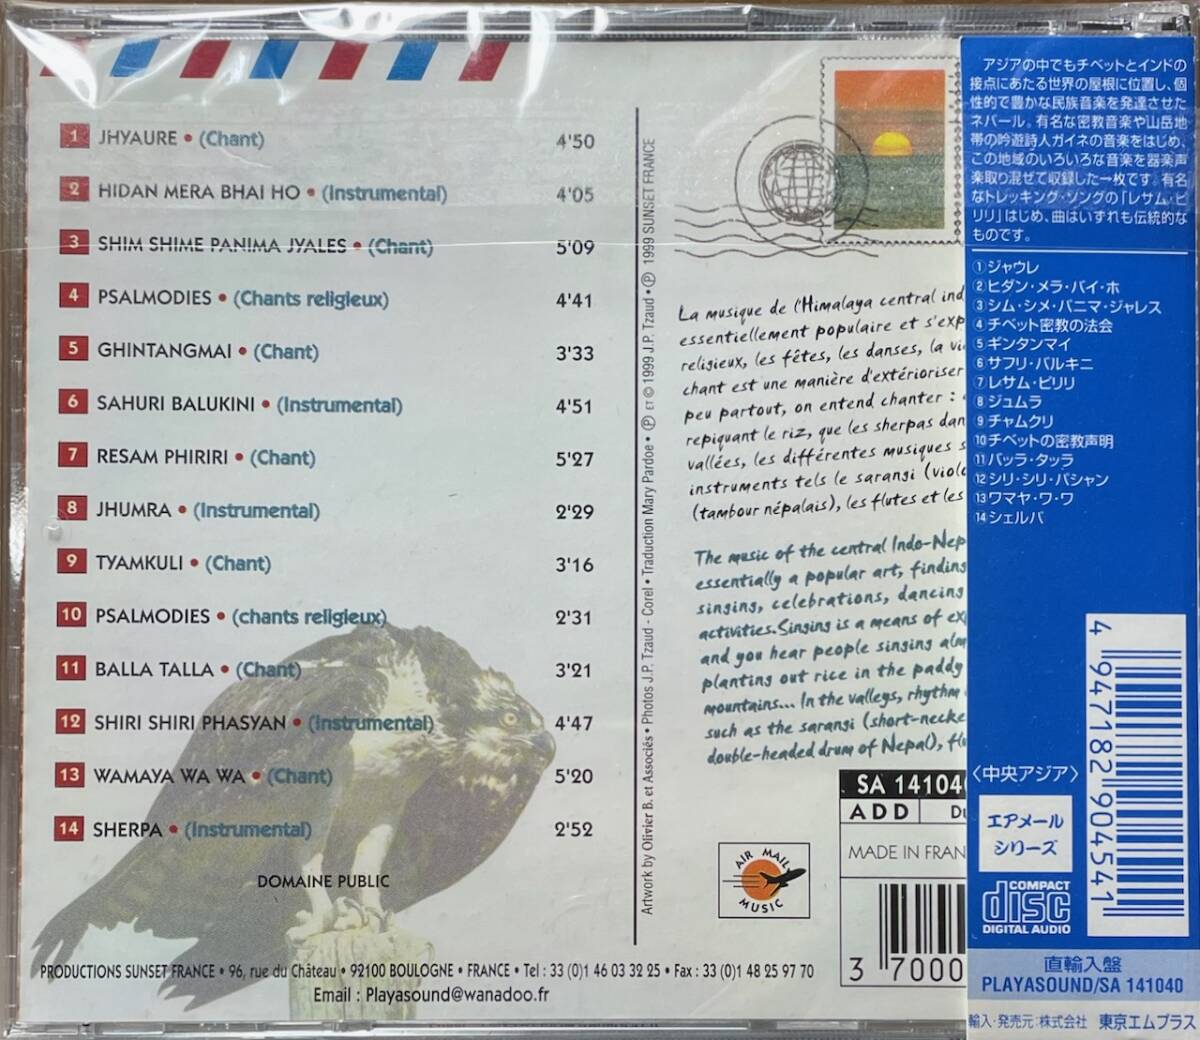 1 JHYAURE • (Chant) 4'50
2 HIDAN MERA BHAI HO • (Instrumental) 4'05
3 SHIM SHIME PANIMA JYALES • (Chant) 5'09
4 PSALMODIES • (Chants religieux) 4'41
5 GHINTANGMAI • (Chant) 3'33
6 SAHURI BALUKINI • (Instrumental) 4'51
7 RESAM PHIRIRI • (Chant) 5'27
8 JHUMRA • (Instrumental) 2'29
9 TYAMKULI • (Chant) 3'16
10 PSALMODIES • (chants religieux) 2'31
11 BALLA TALLA • (Chant) 3'21
12 SHIRI SHIRI PHASYAN • (Instrumental) 4'47
13 WAMAYA WA WA • (Chant) 5'20
14 SHERPA • (Instrumental) 2'52
DOMAINE PUBLIC
PRODUCTIONS SUNSET FRANCE • 96, rue du Château • 92100 BOULOGNE • FRANCE • Tel : 33 (0)1 46 03 32 25 • Fax : 33 (0)1 48 25 97 70
Email : Playasound@wanadoo.fr
Artwork by Olivier B. et Associés • Photos J.P. Tzaud - Corel • Traduction Mary Pardoe • Ⓟ ET © 1999 J.P. Tzaud • Ⓟ 1999 SUNSET FRANCE
La musique de l'Himalaya central ind
essentiellement populaire et s'exp
religieux, les fêtes, les danses, la vi
chant est une manière d'extérioriser
peu partout, on entend chanter :
repiquant le riz, que les sherpas dan
vallées, les différentes musiques s
instruments tels le sarangi (viol
(tambour népalais), les flutes et les
The music of the central Indo-Nep
essentially a popular art, finding
singing, celebrations, dancing
activities. Singing is a means of ex
and you hear people singing alm
planting out rice in the paddy
mountains... In the valleys, rhythm
such as the sarangi (short-necke
double-headed drum of Nepal), fl
SA 141040
ADD
MADE IN FRAN
AIR MAIL
MUSIC
3 70000
アジアの中でもチベットとインドの
接点にあたる世界の屋根に位置し、個
性的で豊かな民族音楽を発達させた
ネパール。有名な密教音楽や山岳地
帯の吟遊詩人ガイネの音楽をはじめ、
この地域のいろいろな音楽を器楽声
楽取り混ぜて収録した一枚です。有名
なトレッキング・ソングの「レサム・ピ
リリ」はじめ、曲はいずれも伝統的な
ものです。
①ジャウレ
②ヒダン・メラ・バイ・ホ
③シム・シメ・パニマ・ジャレス
④チベット密教の法会
⑤ギンタンマイ
⑥サフリ・バルキニ
⑦レサム・ピリリ
⑧ジュムラ
⑨チャムクリ
⑩チベットの密教声明
⑪バッラ・タッラ
⑫シリ・シリ・パシャン
⑬ワマヤ・ワ・ワ
⑭シェルパ
4 947182 904541
〈中央アジア〉
エアメール
シリーズ
COMPACT
disc
DIGITAL AUDIO
直輸入盤
PLAYASOUND/SA 141040
輸入・発売元:株式会社 東京エムプラス